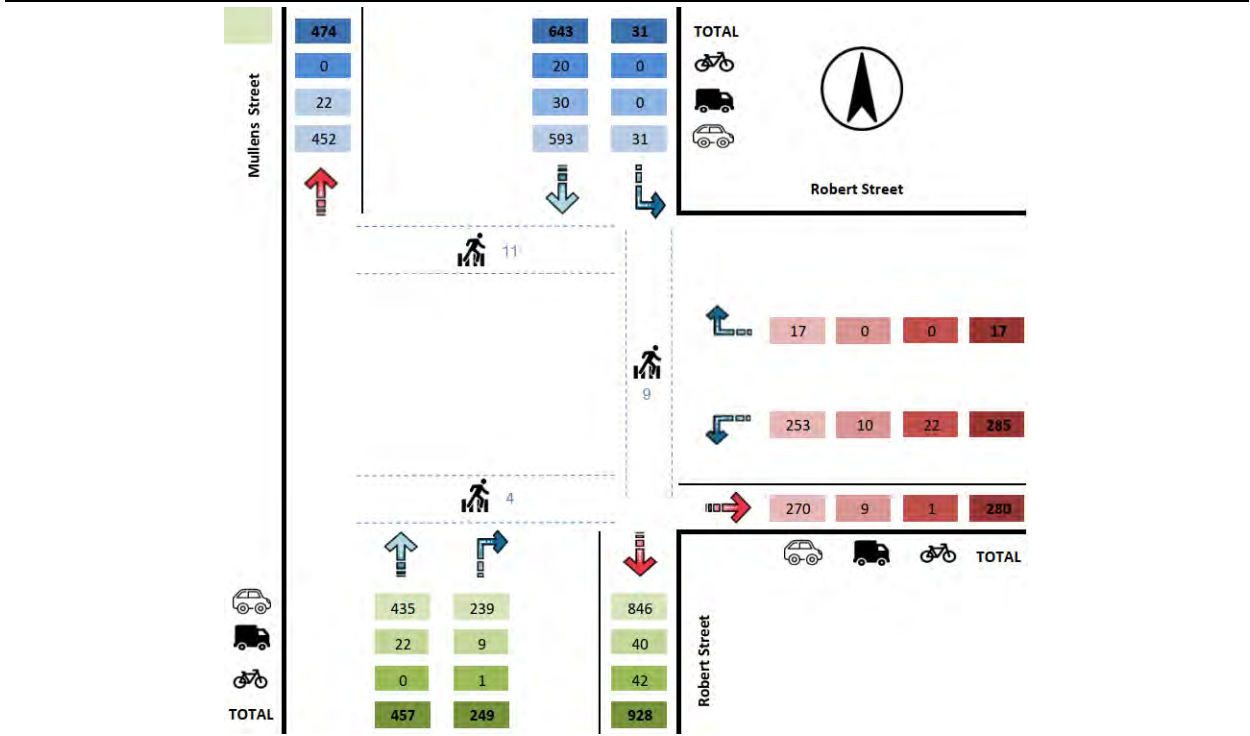 474 643 31 TOTAL
0 20 0
22 30 0
452 593 31
Mullens Street
Robert Street
11
17 0 0 17
9
253 10 22 285
4
270 9 1 280
TOTAL
435 239 846
22 9 40
0 1 42
TOTAL 457 249 928
Robert Street